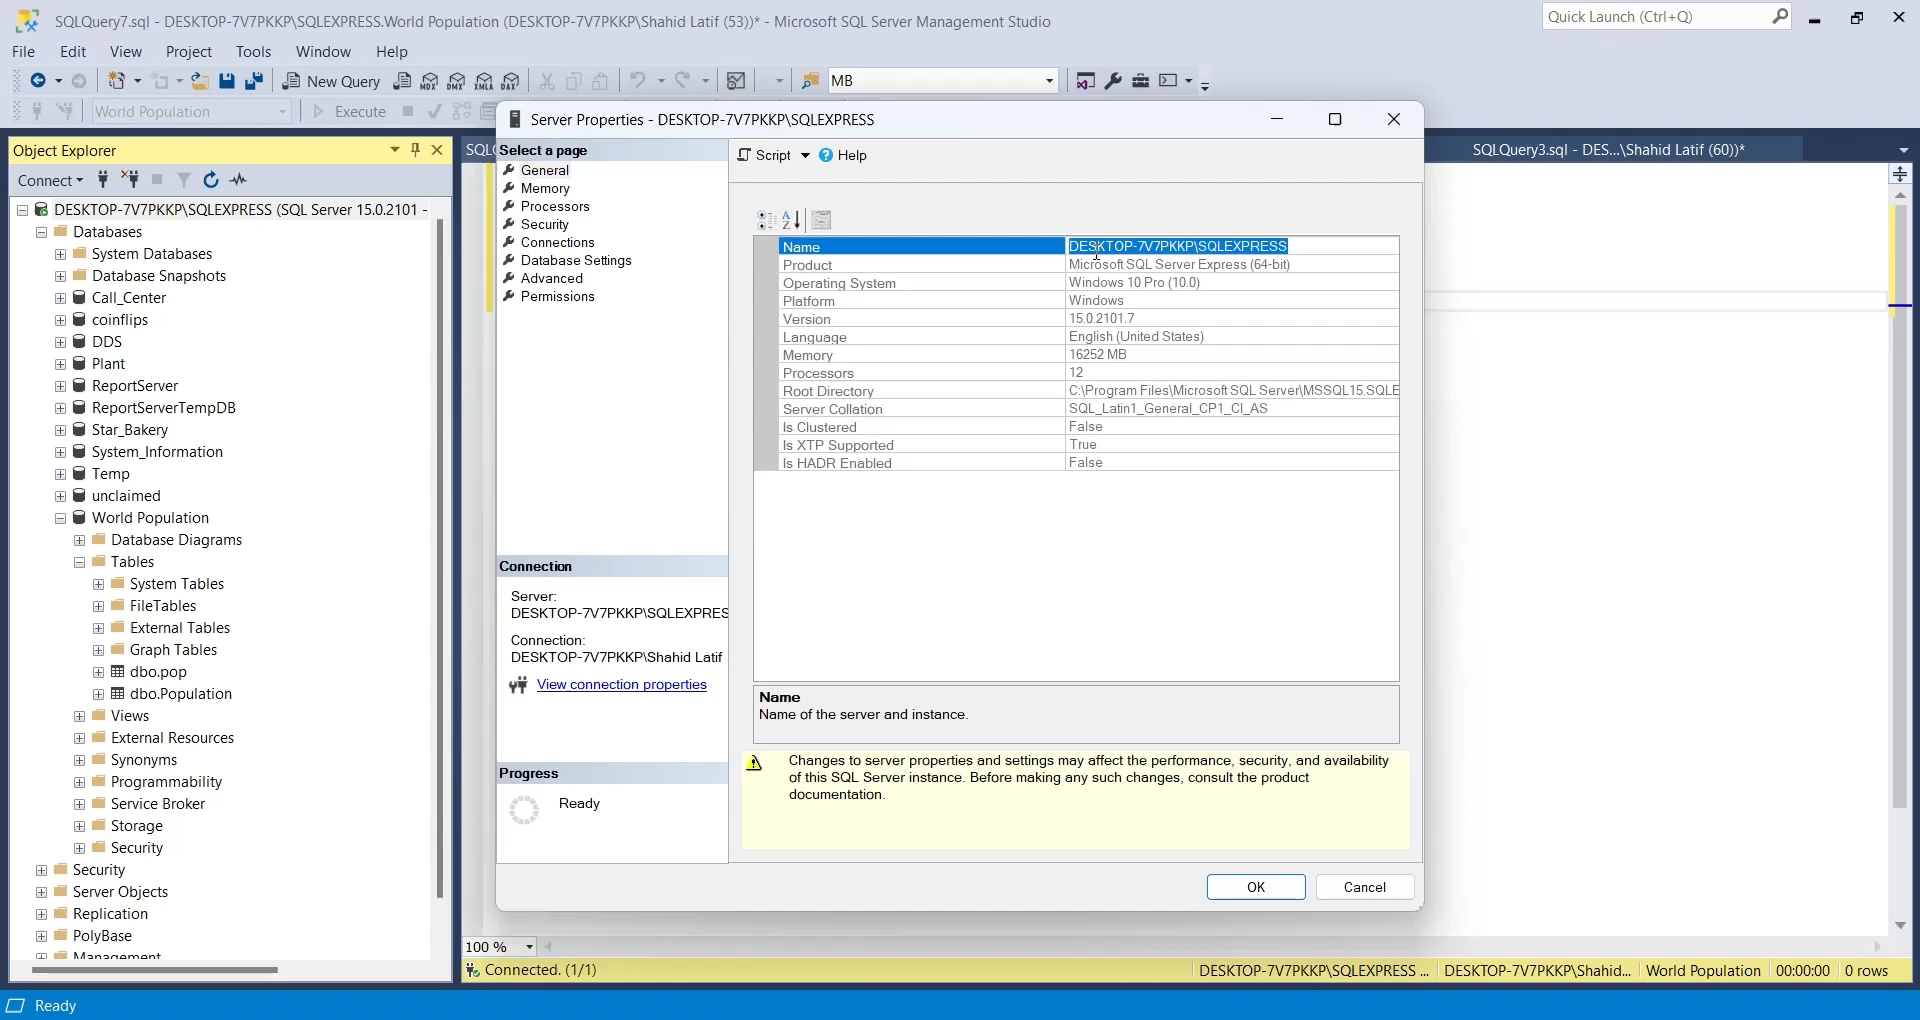 SQLQuery7.sql - DESKTOP-7V7PKKP\SQLEXPRESS.World Population (DESKTOP-7V7PKKP\Shahid Latif (53))* - Microsoft SQL Server Management Studio
Quick Launch (Ctrl+Q)
File Edit View Project Tools Window Help
New Query MDX DMX XMLA DAX MB
World Population Execute
Object Explorer
Connect
DESKTOP-7V7PKKP\SQLEXPRESS (SQL Server 15.0.2101 -
Databases
System Databases
Database Snapshots
Call_Center
coinflips
DDS
Plant
ReportServer
ReportServerTempDB
Star_Bakery
System_Information
Temp
unclaimed
World Population
Database Diagrams
Tables
System Tables
FileTables
External Tables
Graph Tables
dbo.pop
dbo.Population
Views
External Resources
Synonyms
Programmability
Service Broker
Storage
Security
Security
Server Objects
Replication
PolyBase
Management
SQLQuery3.sql - DES...\Shahid Latif (60))*
Server Properties - DESKTOP-7V7PKKP\SQLEXPRESS
Select a page
General
Memory
Processors
Security
Connections
Database Settings
Advanced
Permissions
Connection
Server:
DESKTOP-7V7PKKP\SQLEXPRES
Connection:
DESKTOP-7V7PKKP\Shahid Latif
View connection properties
Progress
Ready
Script Help
Name DESKTOP-7V7PKKP\SQLEXPRESS
Product Microsoft SQL Server Express (64-bit)
Operating System Windows 10 Pro (10.0)
Platform Windows
Version 15.0.2101.7
Language English (United States)
Memory 16252 MB
Processors 12
Root Directory C:\Program Files\Microsoft SQL Server\MSSQL15.SQLE
Server Collation SQL_Latin1_General_CP1_CI_AS
Is Clustered False
Is XTP Supported True
Is HADR Enabled False
Name
Name of the server and instance.
Changes to server properties and settings may affect the performance, security, and availability
of this SQL Server instance. Before making any such changes, consult the product
documentation.
OK Cancel
100 %
Connected. (1/1) DESKTOP-7V7PKKP\SQLEXPRESS ... DESKTOP-7V7PKKP\Shahid... World Population 00:00:00 0 rows
Ready